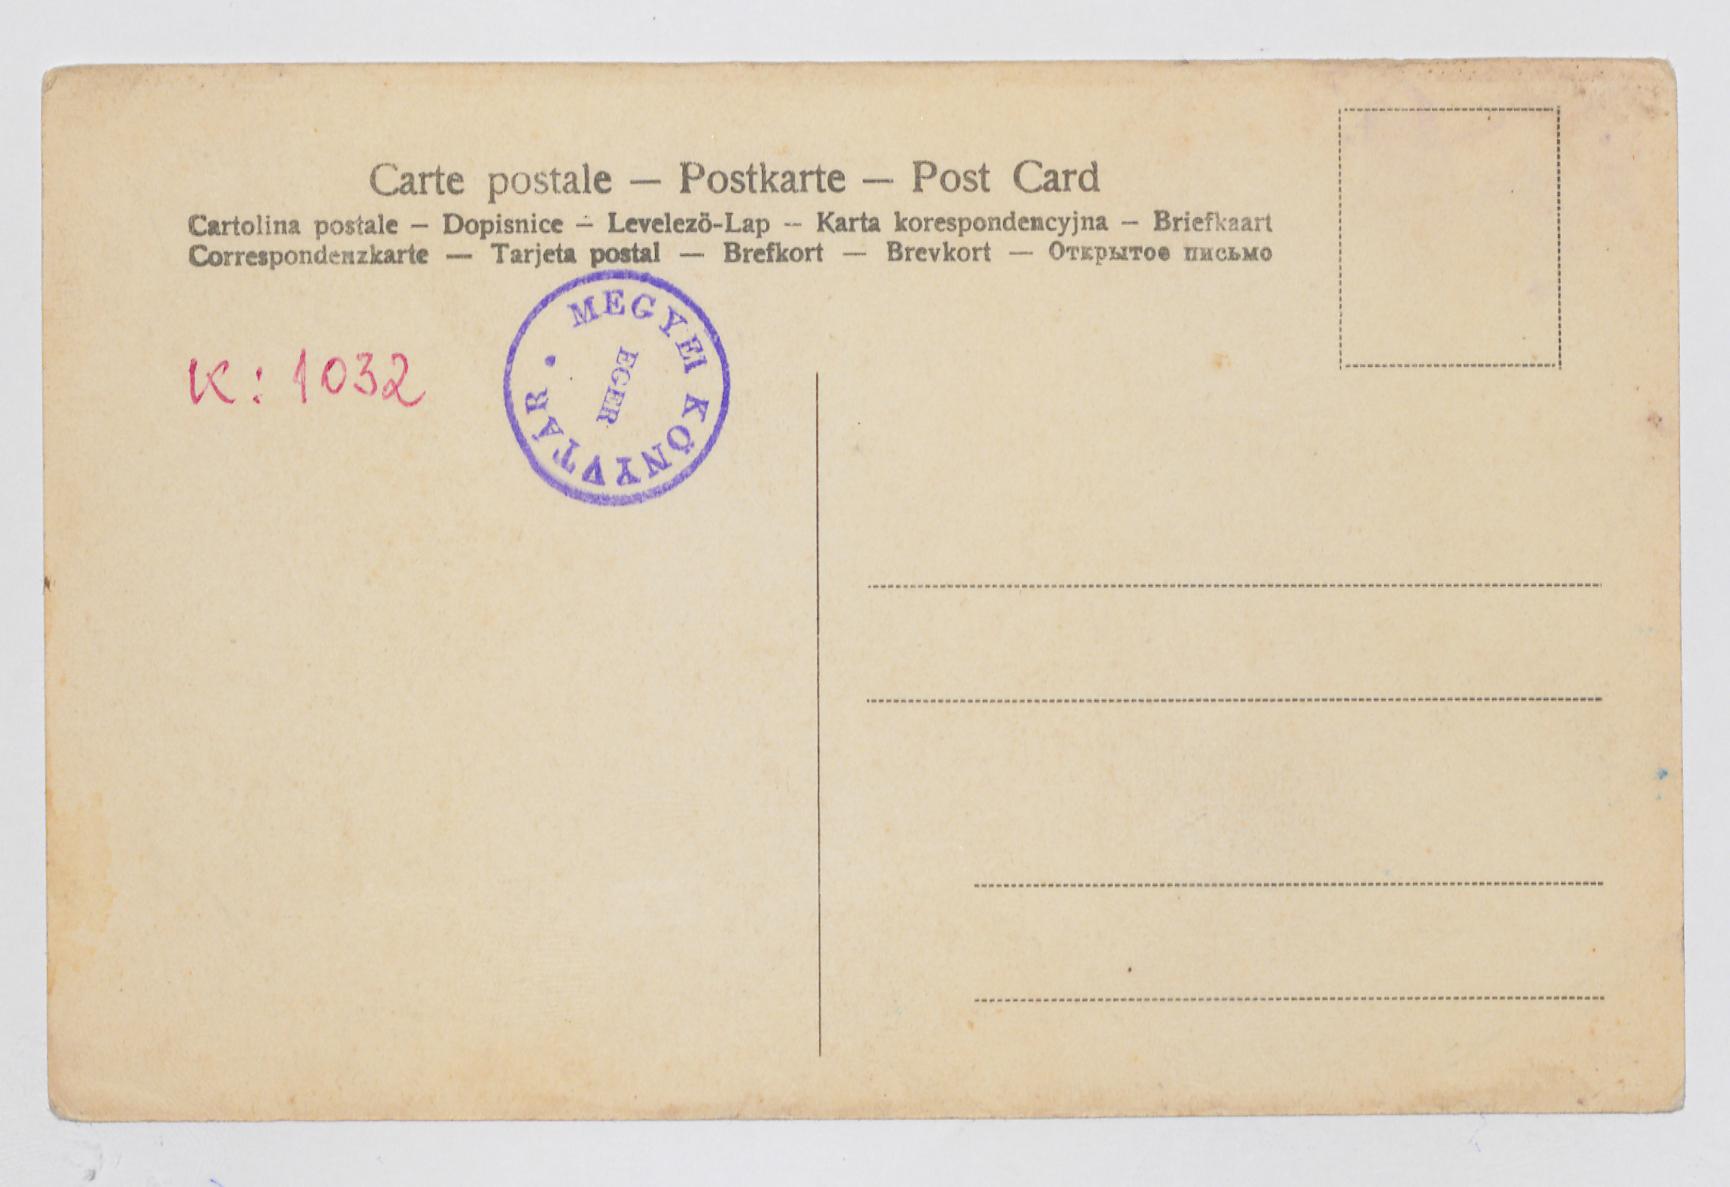 Carte postale — Postkarte — Post Card
Cartolina postale — Dopisnice — Levelezö-Lap — Karta korespondencyjna — Briefkaart
Correspondenzkarte — Tarjeta postal — Brefkort — Brevkort — Открытое письмо
MEGYEI KÖNYVTÁR •
EGER
K: 1032